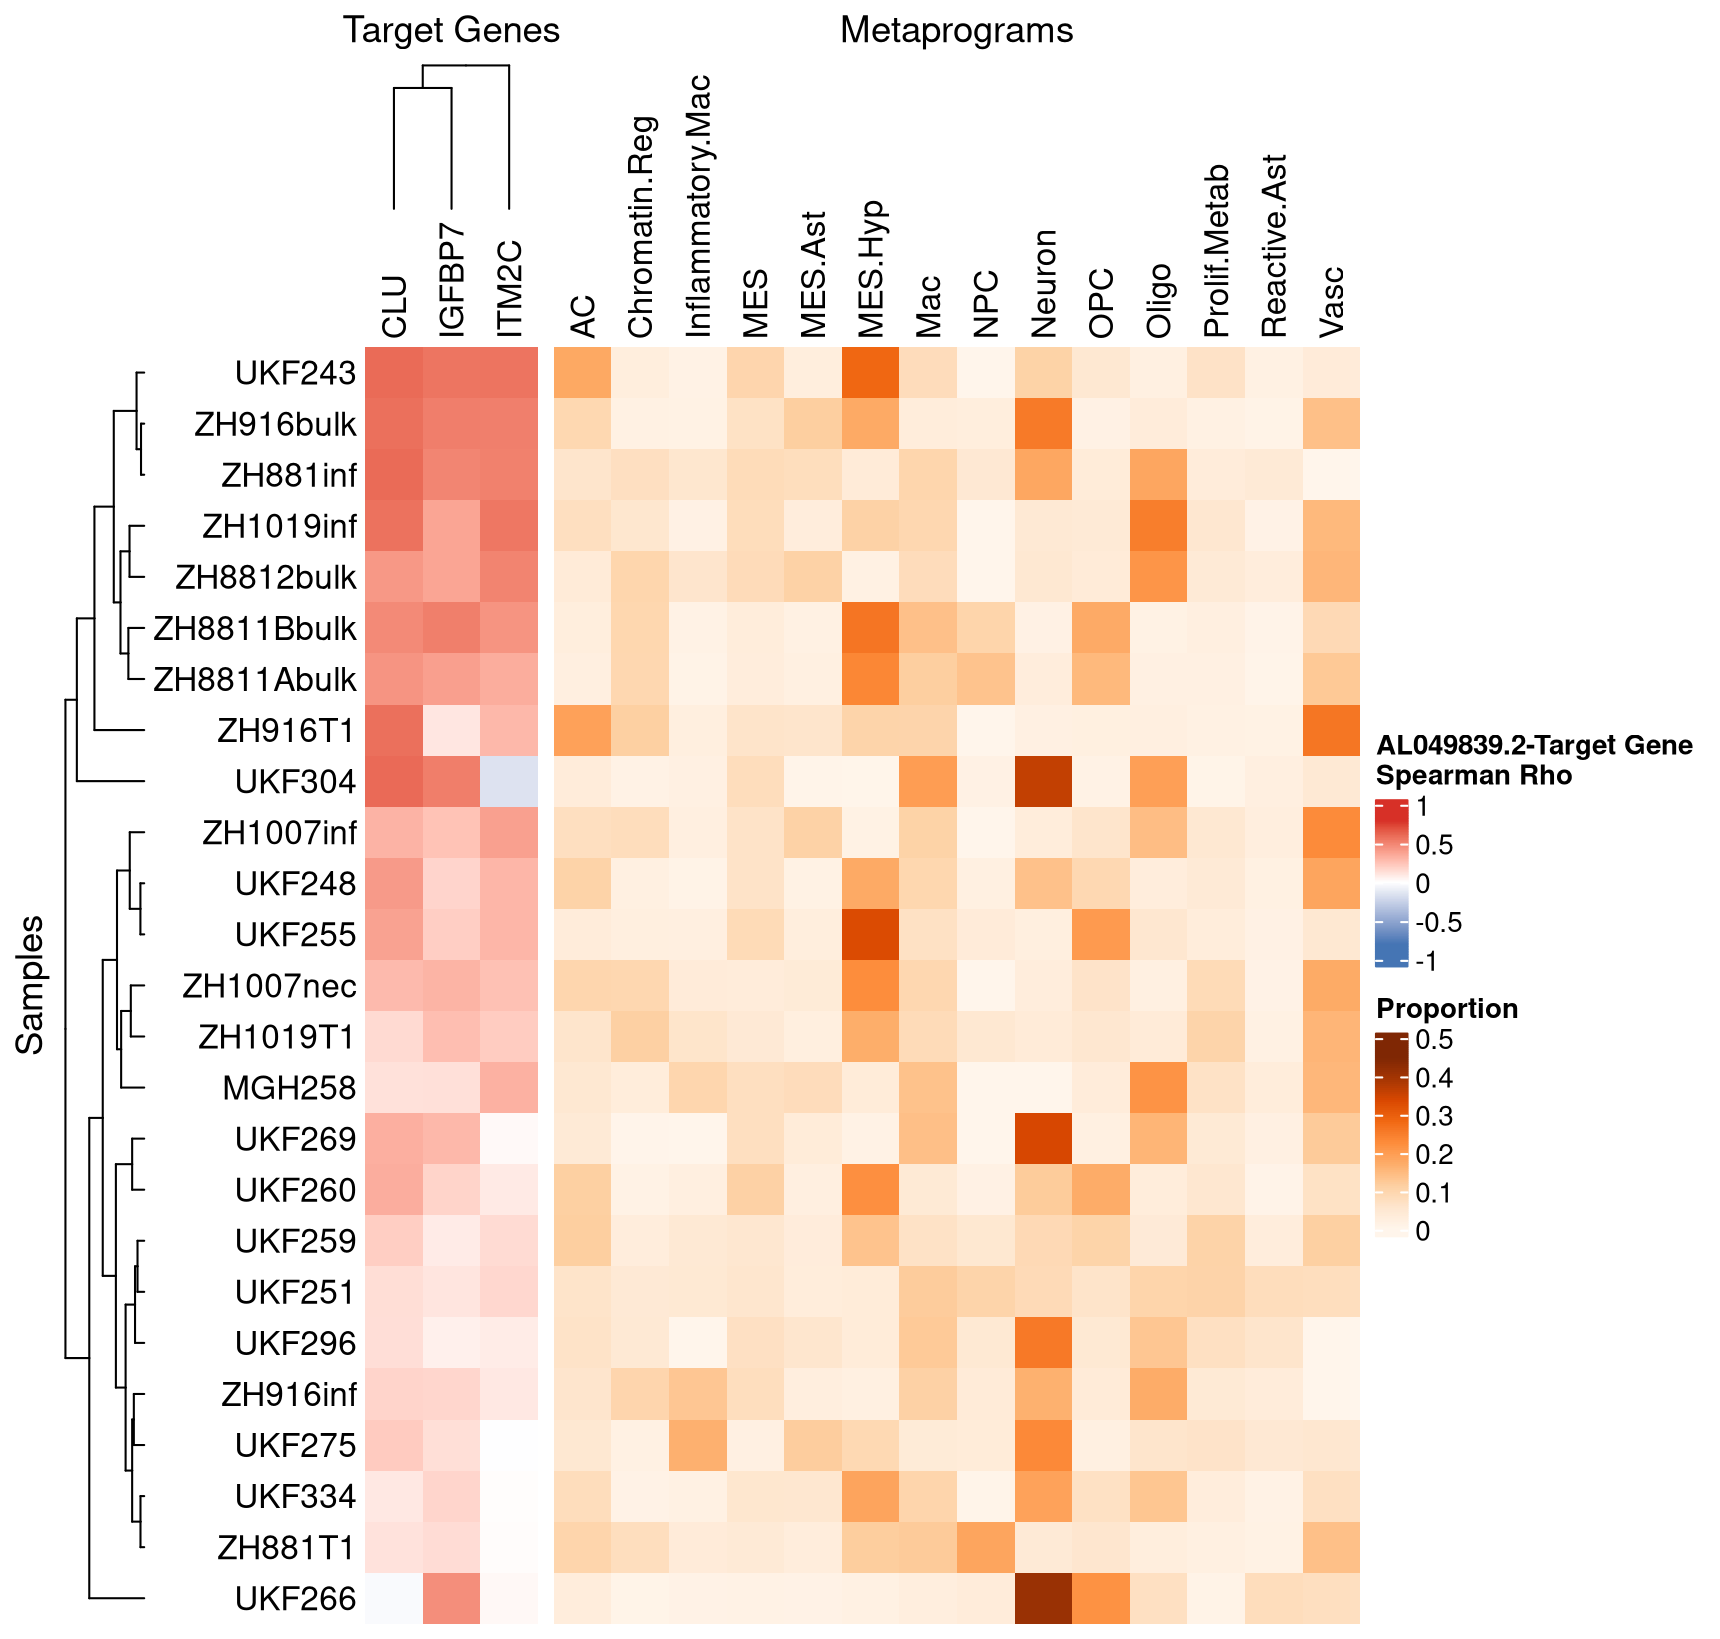 Target Genes
Metaprograms
CLU
IGFBP7
ITM2C
AC
Chromatin.Reg
Inflammatory.Mac
MES
MES.Ast
MES.Hyp
Mac
NPC
Neuron
OPC
Oligo
Prolif.Metab
Reactive.Ast
Vasc
Samples
UKF243
ZH916bulk
ZH881inf
ZH1019inf
ZH8812bulk
ZH8811Bbulk
ZH8811Abulk
ZH916T1
UKF304
ZH1007inf
UKF248
UKF255
ZH1007nec
ZH1019T1
MGH258
UKF269
UKF260
UKF259
UKF251
UKF296
ZH916inf
UKF275
UKF334
ZH881T1
UKF266
AL049839.2-Target Gene
Spearman Rho
1
0.5
0
-0.5
-1
Proportion
0.5
0.4
0.3
0.2
0.1
0